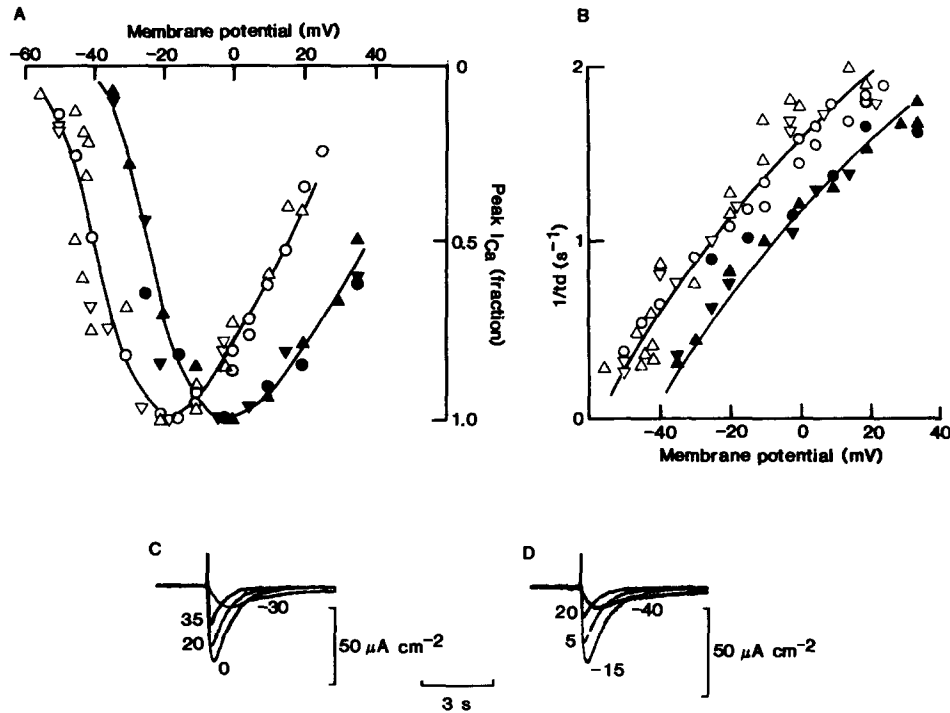 A
Membrane potential (mV)
−60 −40 −20 0 20 40
0
0.5
1.0
Peak ICa (fraction)
B
2
1
0
1/td (s−1)
−40 −20 0 20 40
Membrane potential (mV)
C
35
20
0
−30
50 μA cm−2
3 s
D
20
5
−15
−40
50 μA cm−2